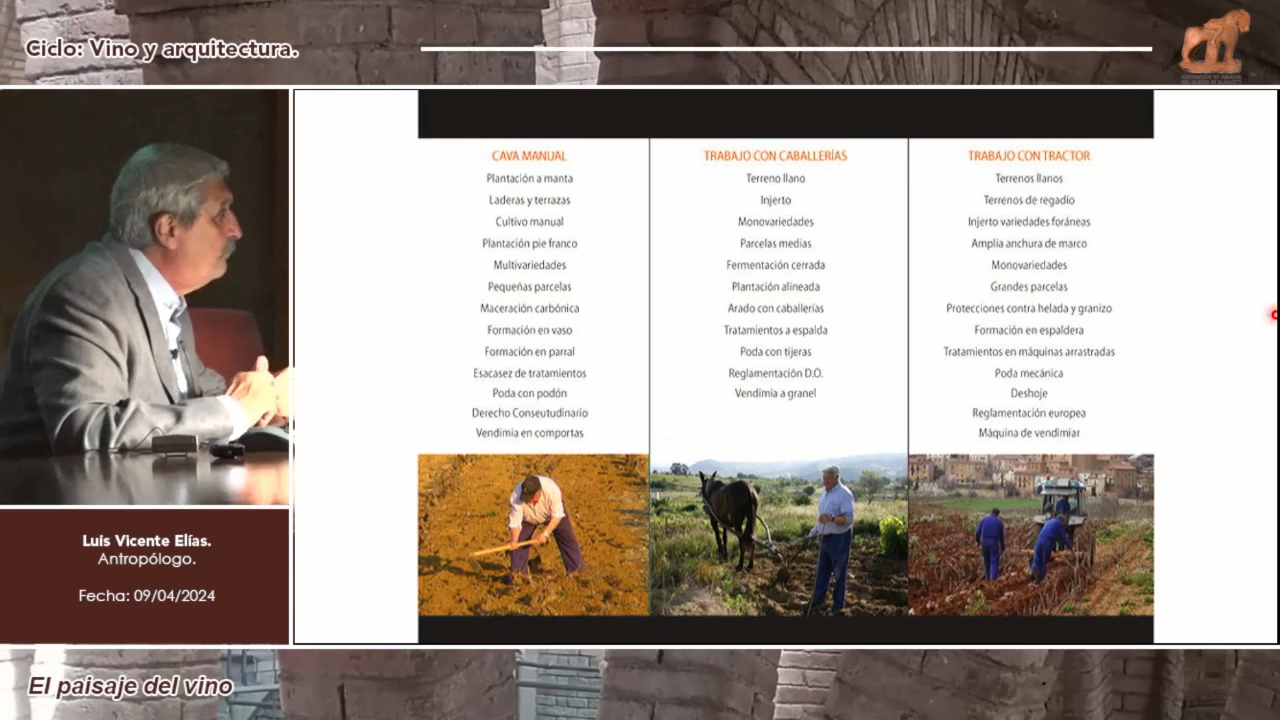 Ciclo: Vino y arquitectura.
CAVA MANUAL
Plantación a manta
Laderas y terrazas
Cultivo manual
Plantación pie franco
Multivariedades
Pequeñas parcelas
Maceración carbónica
Formación en vaso
Formación en parral
Esacasez de tratamientos
Poda con podón
Derecho Conseutudinario
Vendimia en comportas
TRABAJO CON CABALLERÍAS
Terreno llano
Injerto
Monovariedades
Parcelas medias
Fermentación cerrada
Plantación alineada
Arado con caballerías
Tratamientos a espalda
Poda con tijeras
Reglamentación D.O.
Vendimia a granel
TRABAJO CON TRACTOR
Terrenos llanos
Terrenos de regadío
Injerto variedades foráneas
Amplia anchura de marco
Monovariedades
Grandes parcelas
Protecciones contra helada y granizo
Formación en espaldera
Tratamientos en máquinas arrastradas
Poda mecánica
Deshoje
Reglamentación europea
Máquina de vendimiar
Luis Vicente Elías.
Antropólogo.
Fecha: 09/04/2024
El paisaje del vino